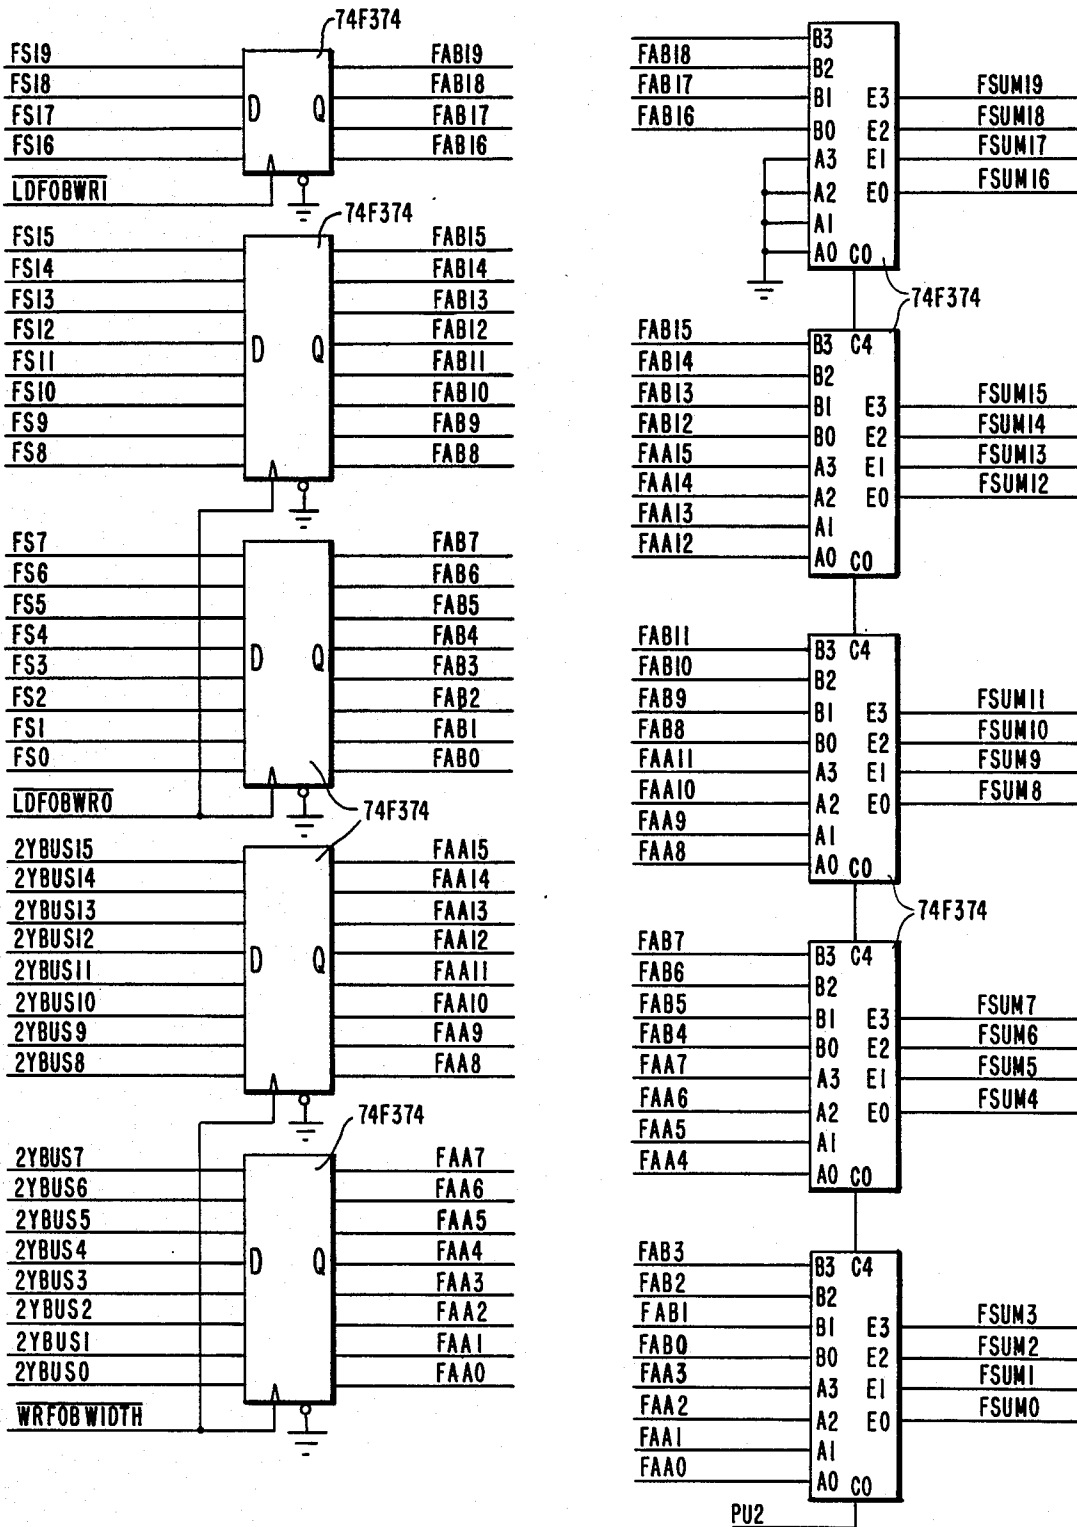 74F374
FS19
FS18
FS17
FS16
D Q
FAB19
FAB18
FAB17
FAB16
LDFOBWR1
74F374
FS15
FS14
FS13
FS12
FS11
FS10
FS9
FS8
D Q
FAB15
FAB14
FAB13
FAB12
FAB11
FAB10
FAB9
FAB8
FS7
FS6
FS5
FS4
FS3
FS2
FS1
FS0
D Q
FAB7
FAB6
FAB5
FAB4
FAB3
FAB2
FAB1
FAB0
LDFOBWR0
74F374
2YBUS15
2YBUS14
2YBUS13
2YBUS12
2YBUS11
2YBUS10
2YBUS9
2YBUS8
D Q
FAA15
FAA14
FAA13
FAA12
FAA11
FAA10
FAA9
FAA8
74F374
2YBUS7
2YBUS6
2YBUS5
2YBUS4
2YBUS3
2YBUS2
2YBUS1
2YBUS0
D Q
FAA7
FAA6
FAA5
FAA4
FAA3
FAA2
FAA1
FAA0
WRFOBWIDTH
FAB18
FAB17
FAB16
B3
B2
B1 E3
B0 E2
A3 E1
A2 E0
A1
A0 C0
FSUM19
FSUM18
FSUM17
FSUM16
74F374
FAB15
FAB14
FAB13
FAB12
FAA15
FAA14
FAA13
FAA12
B3 C4
B2
B1 E3
B0 E2
A3 E1
A2 E0
A1
A0 C0
FSUM15
FSUM14
FSUM13
FSUM12
FAB11
FAB10
FAB9
FAB8
FAA11
FAA10
FAA9
FAA8
B3 C4
B2
B1 E3
B0 E2
A3 E1
A2 E0
A1
A0 C0
FSUM11
FSUM10
FSUM9
FSUM8
74F374
FAB7
FAB6
FAB5
FAB4
FAA7
FAA6
FAA5
FAA4
B3 C4
B2
B1 E3
B0 E2
A3 E1
A2 E0
A1
A0 C0
FSUM7
FSUM6
FSUM5
FSUM4
FAB3
FAB2
FAB1
FAB0
FAA3
FAA2
FAA1
FAA0
B3 C4
B2
B1 E3
B0 E2
A3 E1
A2 E0
A1
A0 C0
FSUM3
FSUM2
FSUM1
FSUM0
PU2